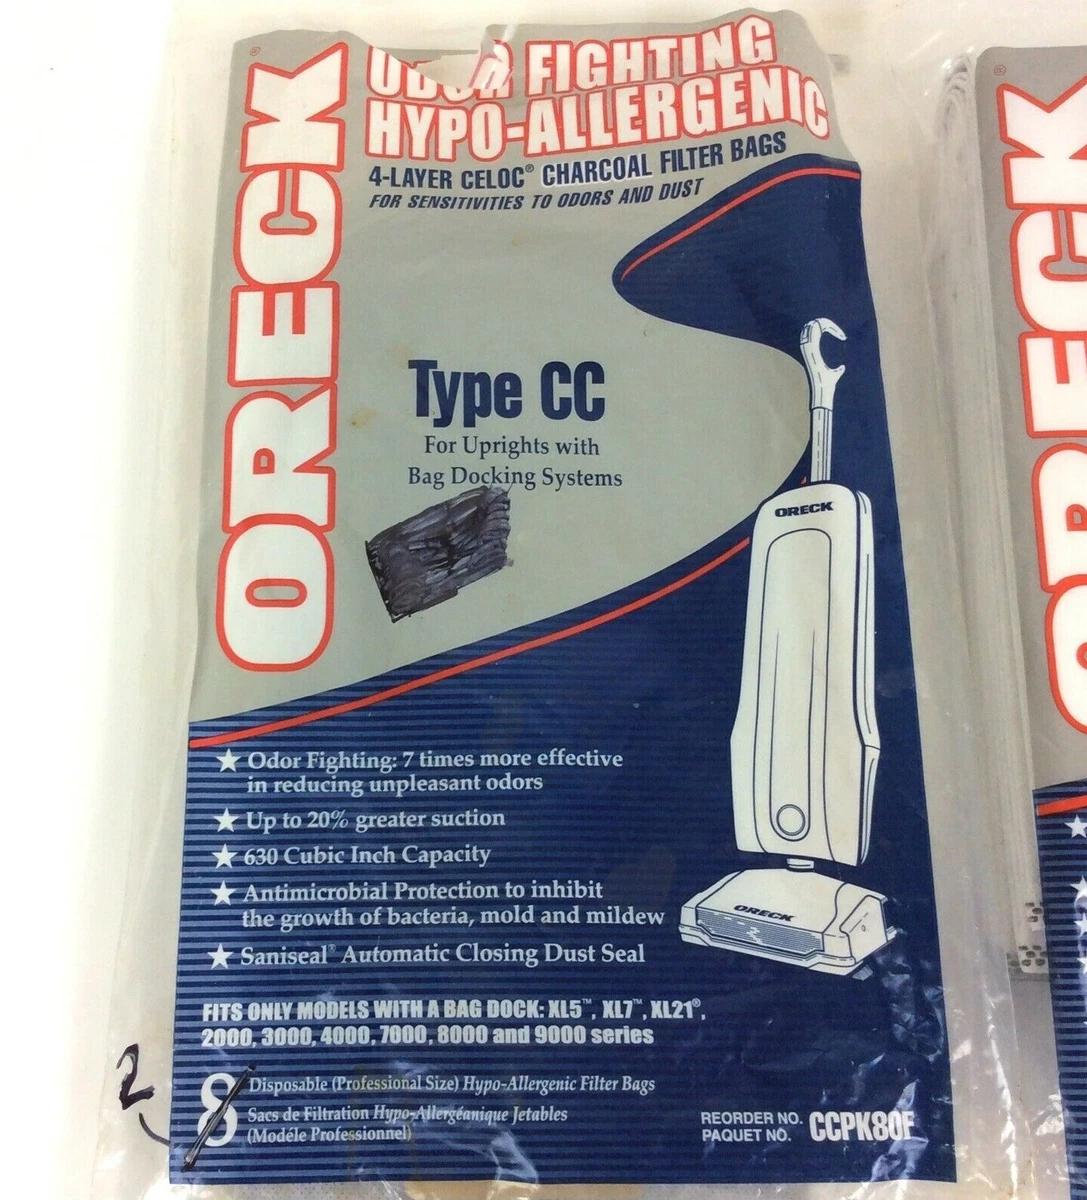 ORECK®
ODOR FIGHTING
HYPO-ALLERGENIC
4-LAYER CELOC® CHARCOAL FILTER BAGS
FOR SENSITIVITIES TO ODORS AND DUST
Type CC
For Uprights with
Bag Docking Systems
ORECK
ORECK
★ Odor Fighting: 7 times more effective
in reducing unpleasant odors
★ Up to 20% greater suction
★ 630 Cubic Inch Capacity
★ Antimicrobial Protection to inhibit
the growth of bacteria, mold and mildew
★ Saniseal® Automatic Closing Dust Seal
FITS ONLY MODELS WITH A BAG DOCK: XL5™, XL7™, XL21®,
2000, 3000, 4000, 7000, 8000 and 9000 series
2
8 Disposable (Professional Size) Hypo-Allergenic Filter Bags
Sacs de Filtration Hypo-Allergéanique Jetables
(Modéle Professionnel)
REORDER NO.
PAQUET NO. CCPK80F
ORECK®